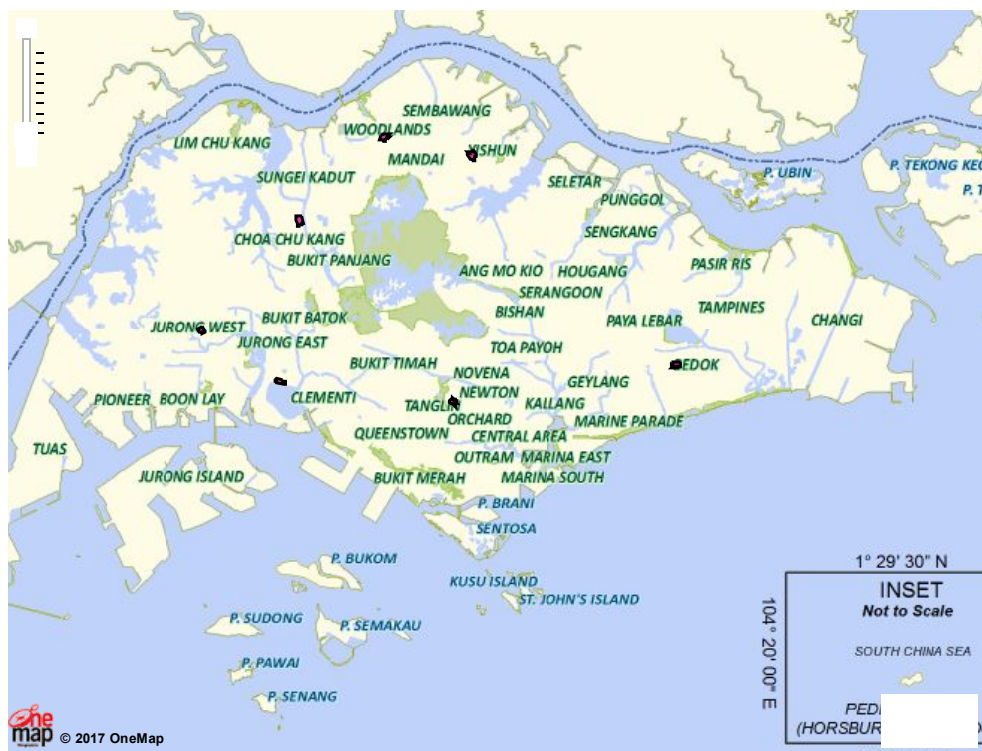 SEMBAWANG
WOODLANDS
LIM CHU KANG
YISHUN
MANDAI
P. UBIN
P. TEKONG
SUNGEI KADUT
SELETAR
PUNGGOL
SENGKANG
CHOA CHU KANG
BUKIT PANJANG
PASIR RIS
ANG MO KIO
HOUGANG
SERANGOON
TAMPINES
BISHAN
BUKIT BATOK
PAYA LEBAR
CHANGI
JURONG WEST
JURONG EAST
TOA PAYOH
BUKIT TIMAH
BEDOK
NOVENA
GEYLANG
NEWTON
PIONEER
BOON LAY
CLEMENTI
TANGLIN
KALLANG
ORCHARD
MARINE PARADE
QUEENSTOWN
CENTRAL AREA
TUAS
OUTRAM
MARINA EAST
JURONG ISLAND
BUKIT MERAH
MARINA SOUTH
P. BRANI
SENTOSA
P. BUKOM
KUSU ISLAND
ST. JOHN'S ISLAND
P. SUDONG
P. SEMAKAU
P. PAWAI
P. SENANG
1° 29' 30" N
104° 20' 00" E
INSET
Not to Scale
SOUTH CHINA SEA
One
map
© 2017 OneMap